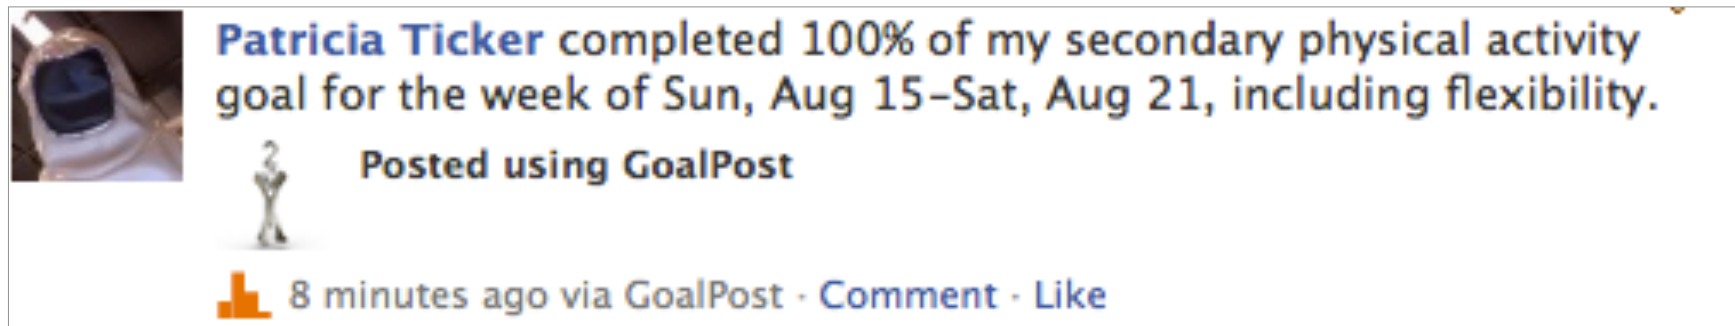 Patricia Ticker completed 100% of my secondary physical activity
goal for the week of Sun, Aug 15–Sat, Aug 21, including flexibility.
Posted using GoalPost
8 minutes ago via GoalPost · Comment · Like